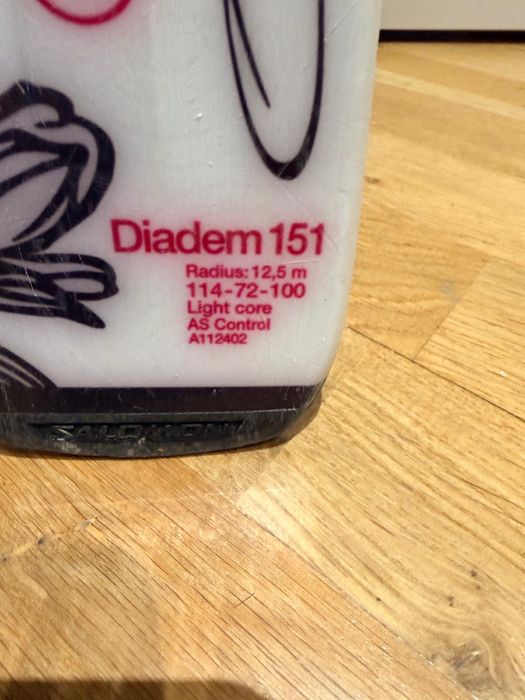 Diadem 151
Radius: 12,5 m
114-72-100
Light core
AS Control
A112402
SALOMON